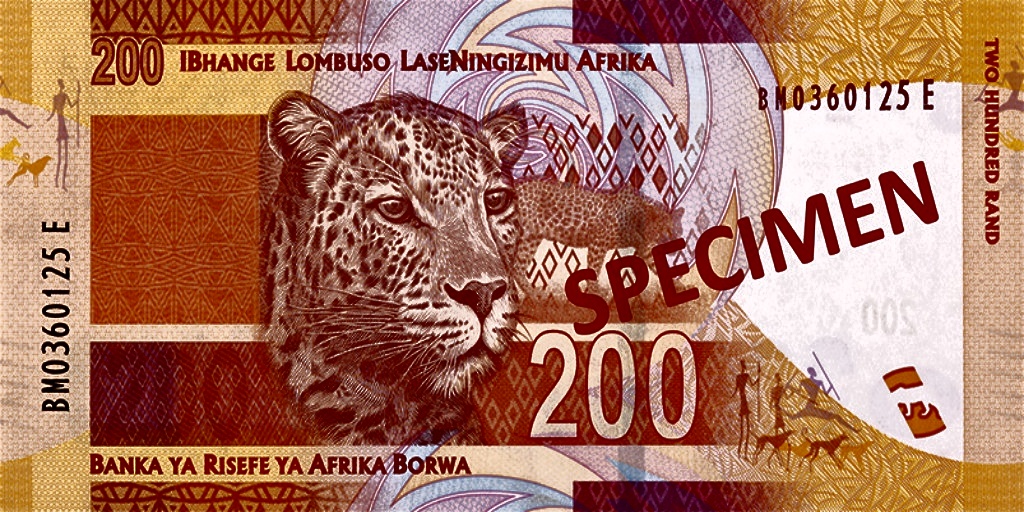 200 IBHANGE LOMBUSO LASENINGIZIMU AFRIKA
BM0360125 E
TWO HUNDRED RAND
BM0360125 E
SPECIMEN
200
200
BANKA YA RISEFE YA AFRIKA BORWA